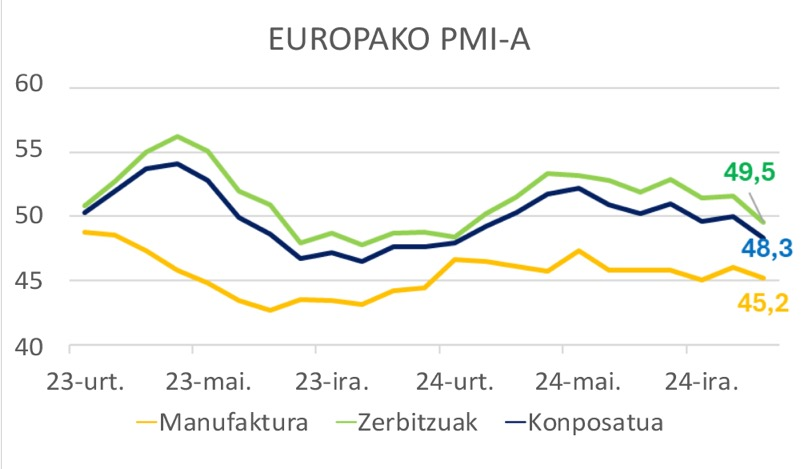 EUROPAKO PMI-A
60
55
50
45
40
49,5
48,3
45,2
23-urt. 23-mai. 23-ira. 24-urt. 24-mai. 24-ira.
Manufaktura Zerbitzuak Konposatua